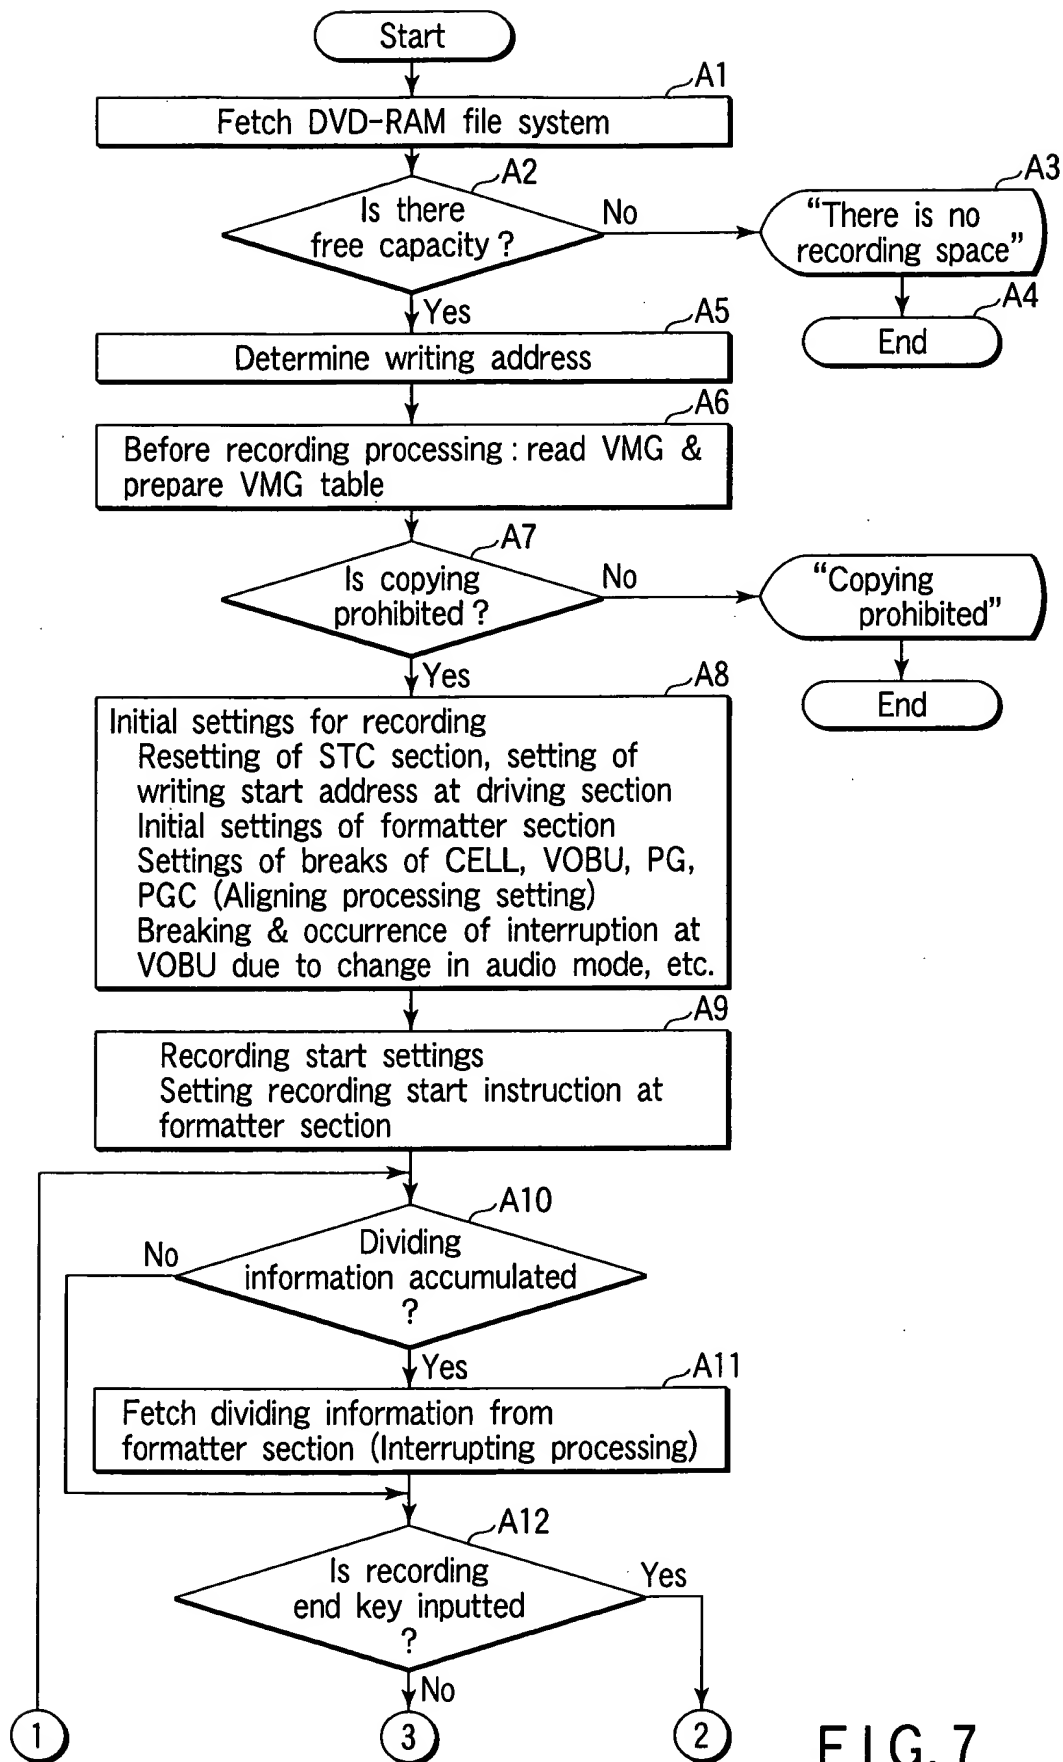 Start
A1
Fetch DVD-RAM file system
A2
Is there
free capacity ?
No
A3
“There is no
recording space”
Yes
A4
End
A5
Determine writing address
A6
Before recording processing : read VMG &
prepare VMG table
A7
Is copying
prohibited ?
No
“Copying
prohibited”
Yes
End
A8
Initial settings for recording
Resetting of STC section, setting of
writing start address at driving section
Initial settings of formatter section
Settings of breaks of CELL, VOBU, PG,
PGC (Aligning processing setting)
Breaking & occurrence of interruption at
VOBU due to change in audio mode, etc.
A9
Recording start settings
Setting recording start instruction at
formatter section
A10
No
Dividing
information accumulated
?
Yes
A11
Fetch dividing information from
formatter section (Interrupting processing)
A12
Is recording
end key inputted
?
Yes
No
1
3
2
FIG. 7